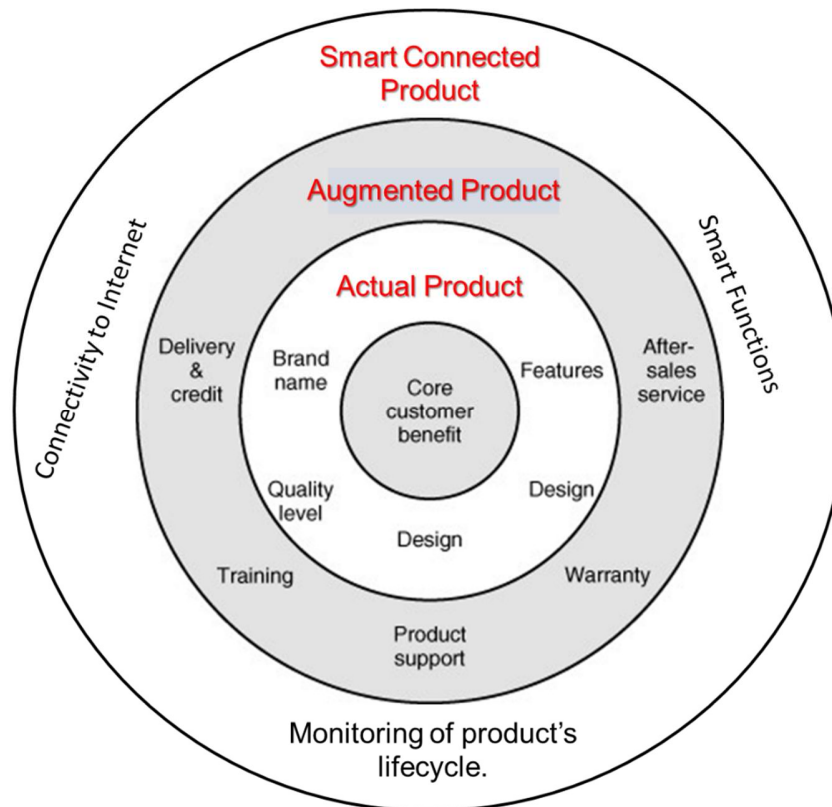 Smart Connected
Product
Augmented Product
Connectivity to Internet
Smart Functions
Actual Product
Delivery
&
credit
Brand
name
Core
customer
benefit
Features
After-
sales
service
Quality
level
Design
Design
Training
Warranty
Product
support
Monitoring of product’s
lifecycle.